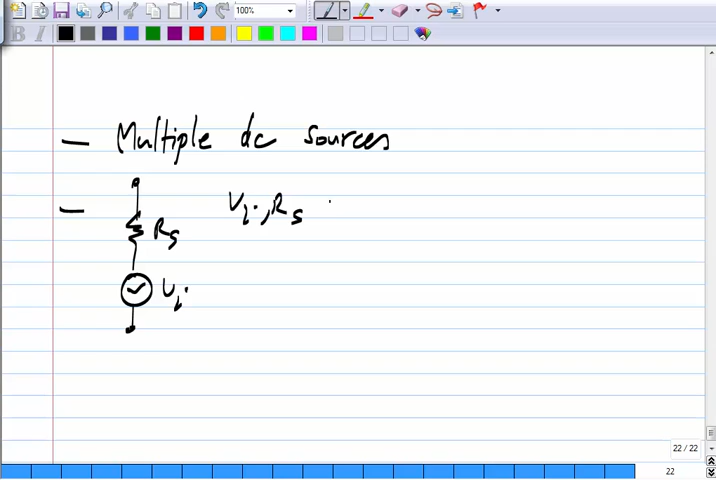 B I
100%
— Multiple dc sources
— Vi, Rs
Rs
Vi
22 / 22
22